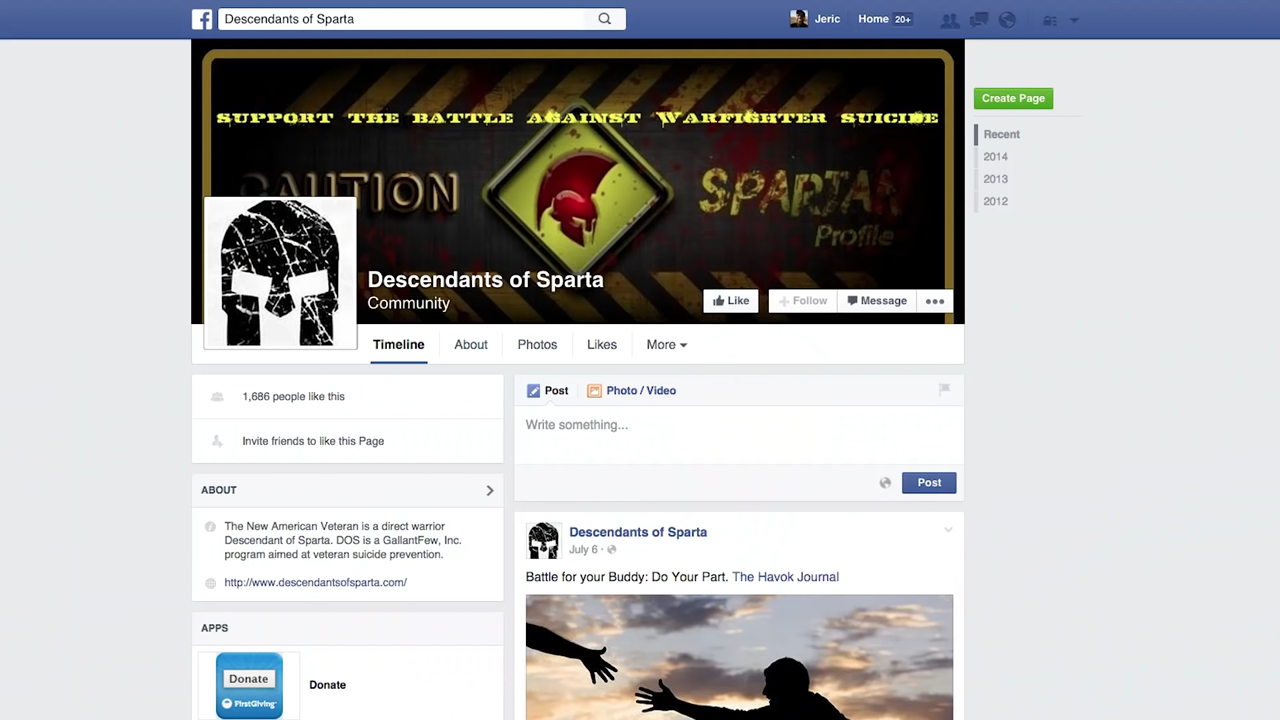 Descendants of Sparta
Jeric
Home 20+
SUPPORT THE BATTLE AGAINST WARFIGHTER SUICIDE
CAUTION
SPARTAN
Profile
Create Page
Recent
2014
2013
2012
Descendants of Sparta
Community
Like
Follow
Message
Timeline
About
Photos
Likes
More
1,686 people like this
Invite friends to like this Page
ABOUT
The New American Veteran is a direct warrior
Descendant of Sparta. DOS is a GallantFew, Inc.
program aimed at veteran suicide prevention.
http://www.descendantsofsparta.com/
APPS
Donate
FirstGiving
Donate
Post
Photo / Video
Write something...
Post
Descendants of Sparta
July 6 ·
Battle for your Buddy: Do Your Part. The Havok Journal